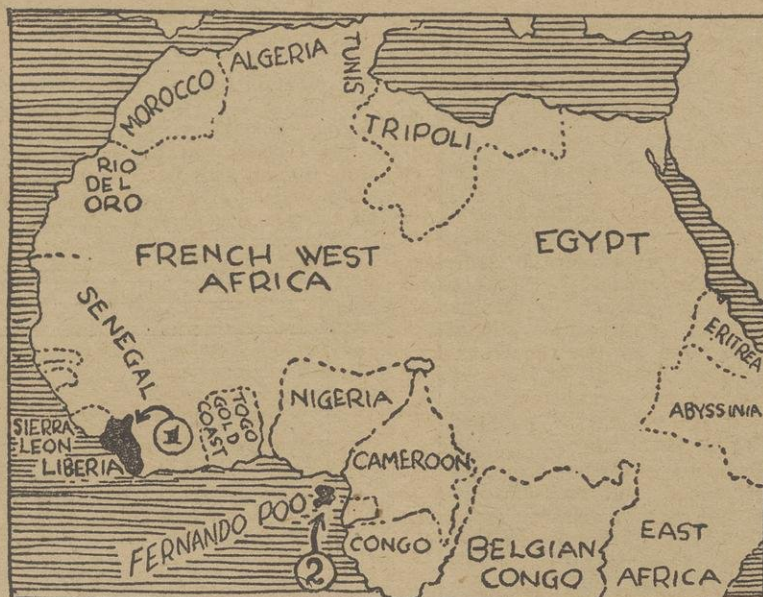 TUNIS
ALGERIA
MOROCCO
TRIPOLI
RIO
DEL
ORO
EGYPT
FRENCH WEST
AFRICA
SENEGAL
ERITREA
NIGERIA
TOGO
GOLD
COAST
ABYSSINIA
SIERRA
LEON
LIBERIA
1
CAMEROON
FERNANDO POO
2
CONGO
BELGIAN
CONGO
EAST
AFRICA